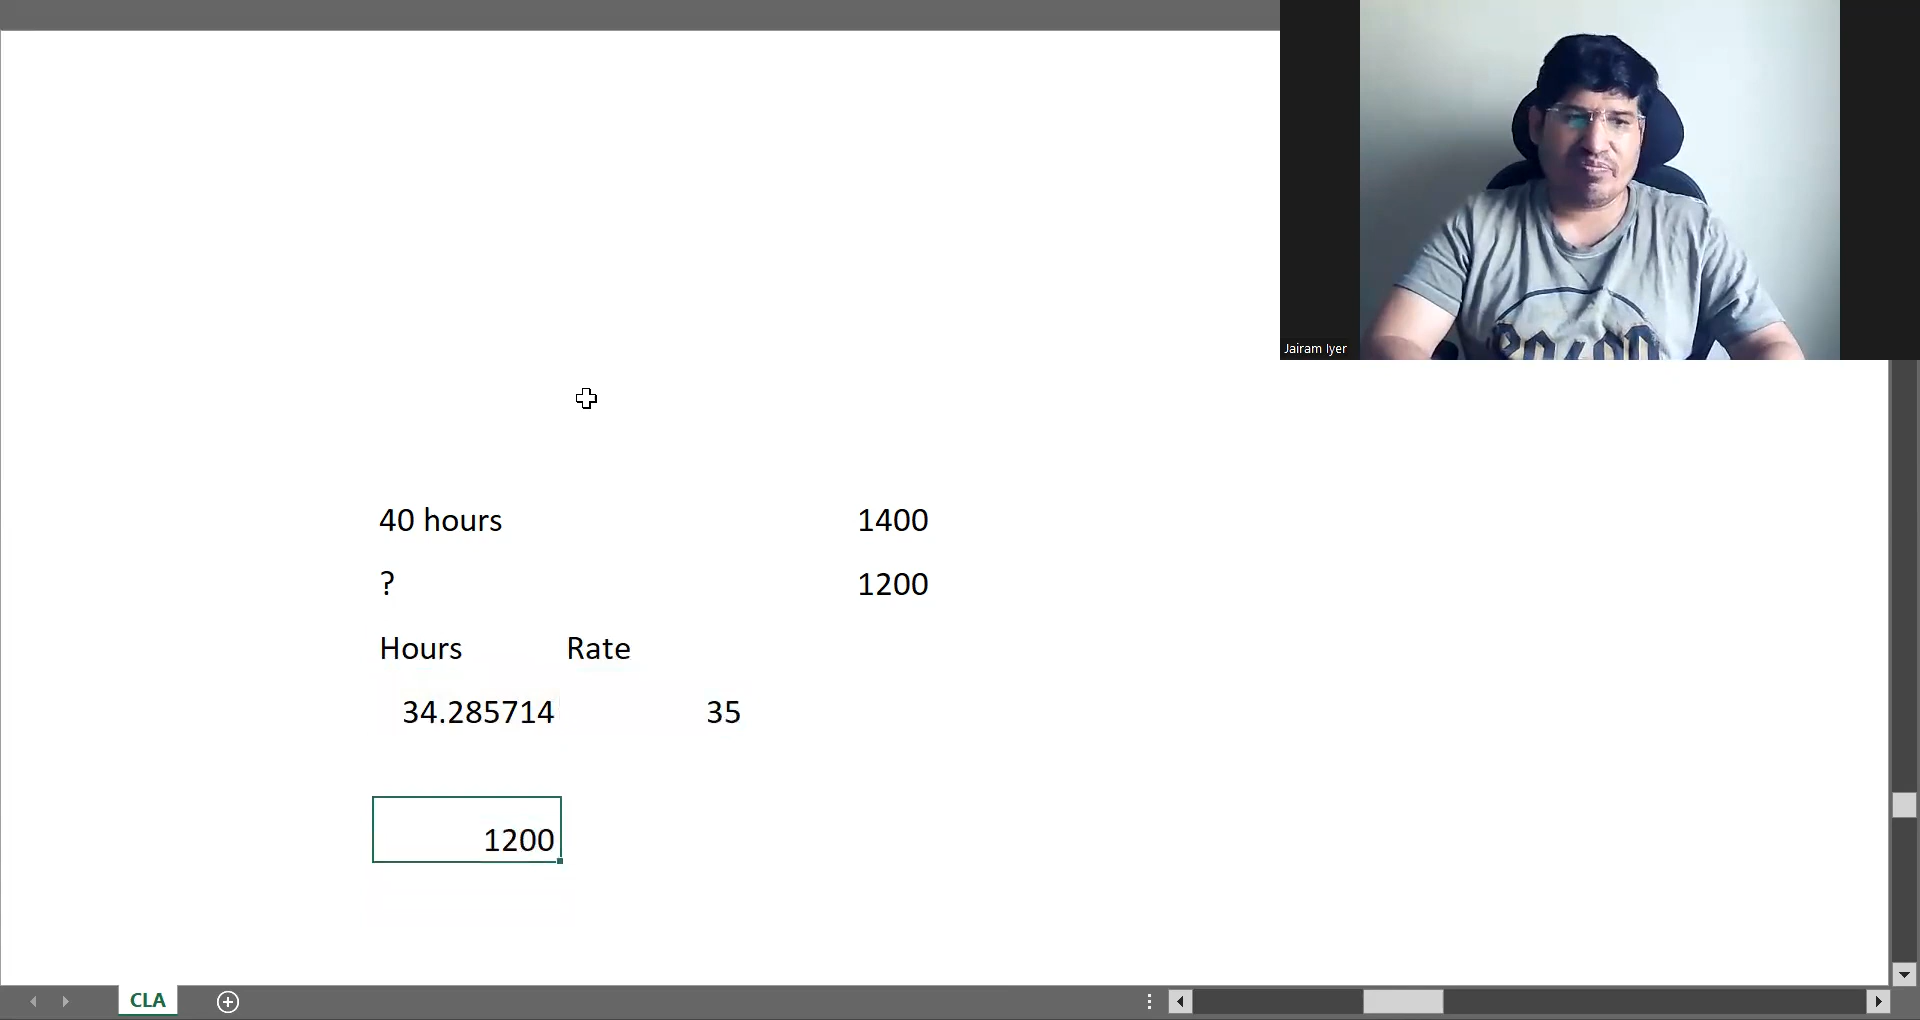 Jairam Iyer
40 hours 1400
? 1200
Hours Rate
34.285714 35
1200
CLA